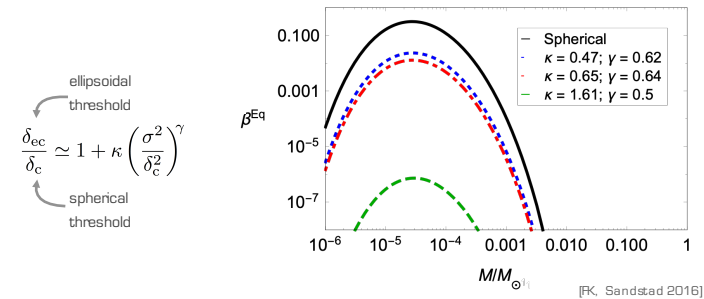 ellipsoidal
threshold
δec/δc ≃ 1 + κ (σ²/δc²)^γ
spherical
threshold
βEq
0.100
0.001
10⁻⁵
10⁻⁷
Spherical
κ = 0.47; γ = 0.62
κ = 0.65; γ = 0.64
κ = 1.61; γ = 0.5
10⁻⁶ 10⁻⁵ 10⁻⁴ 0.001 0.010 0.100 1
M/M⊙
[FK, Sandstad 2016]